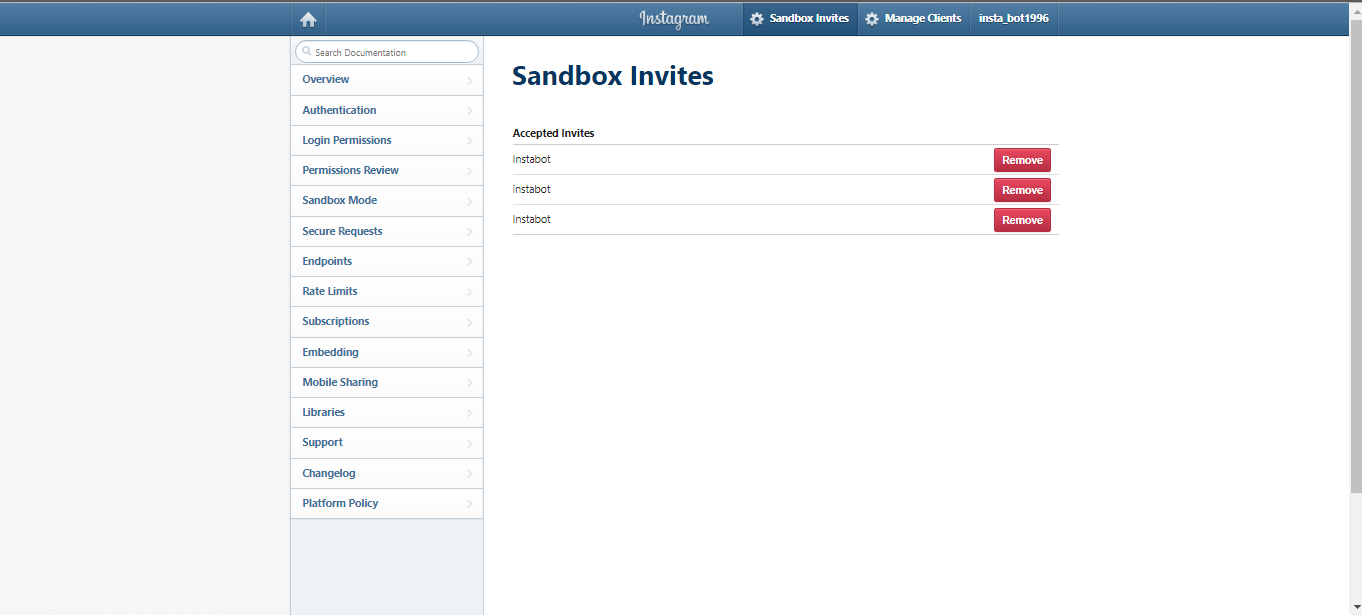 Instagram
Sandbox Invites
Manage Clients
insta_bot1996
Search Documentation
Overview
Authentication
Login Permissions
Permissions Review
Sandbox Mode
Secure Requests
Endpoints
Rate Limits
Subscriptions
Embedding
Mobile Sharing
Libraries
Support
Changelog
Platform Policy
Sandbox Invites
Accepted Invites
Instabot Remove
instabot Remove
Instabot Remove